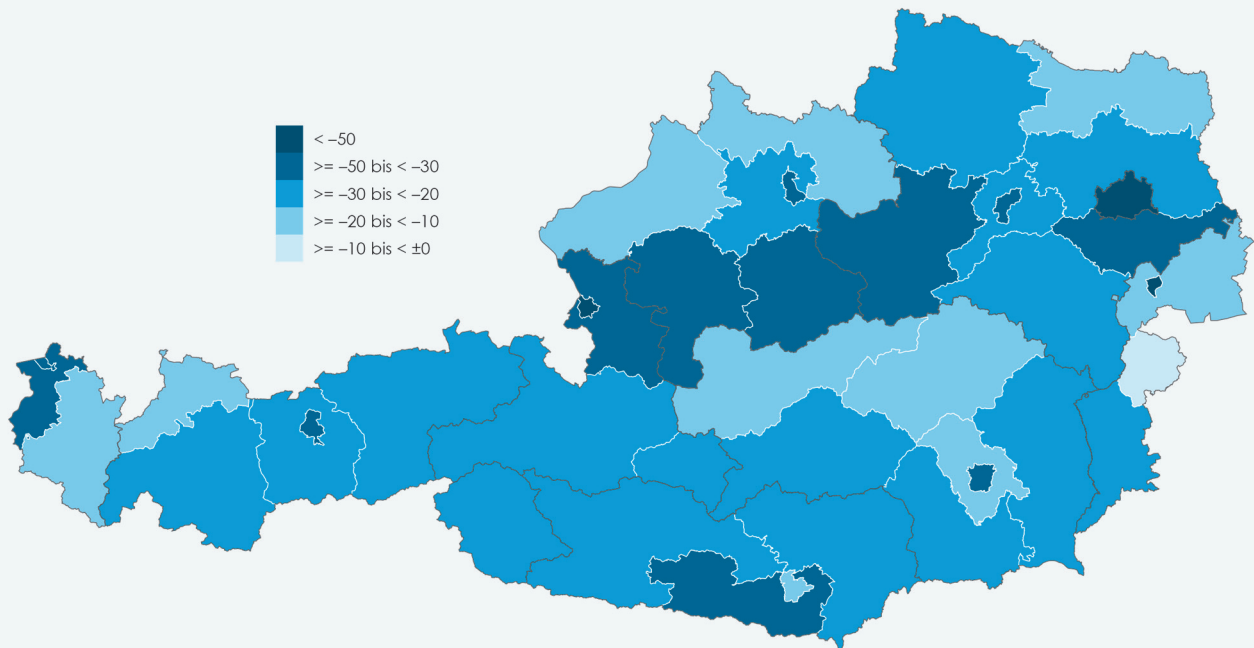 < –50
>= –50 bis < –30
>= –30 bis < –20
>= –20 bis < –10
>= –10 bis < ±0